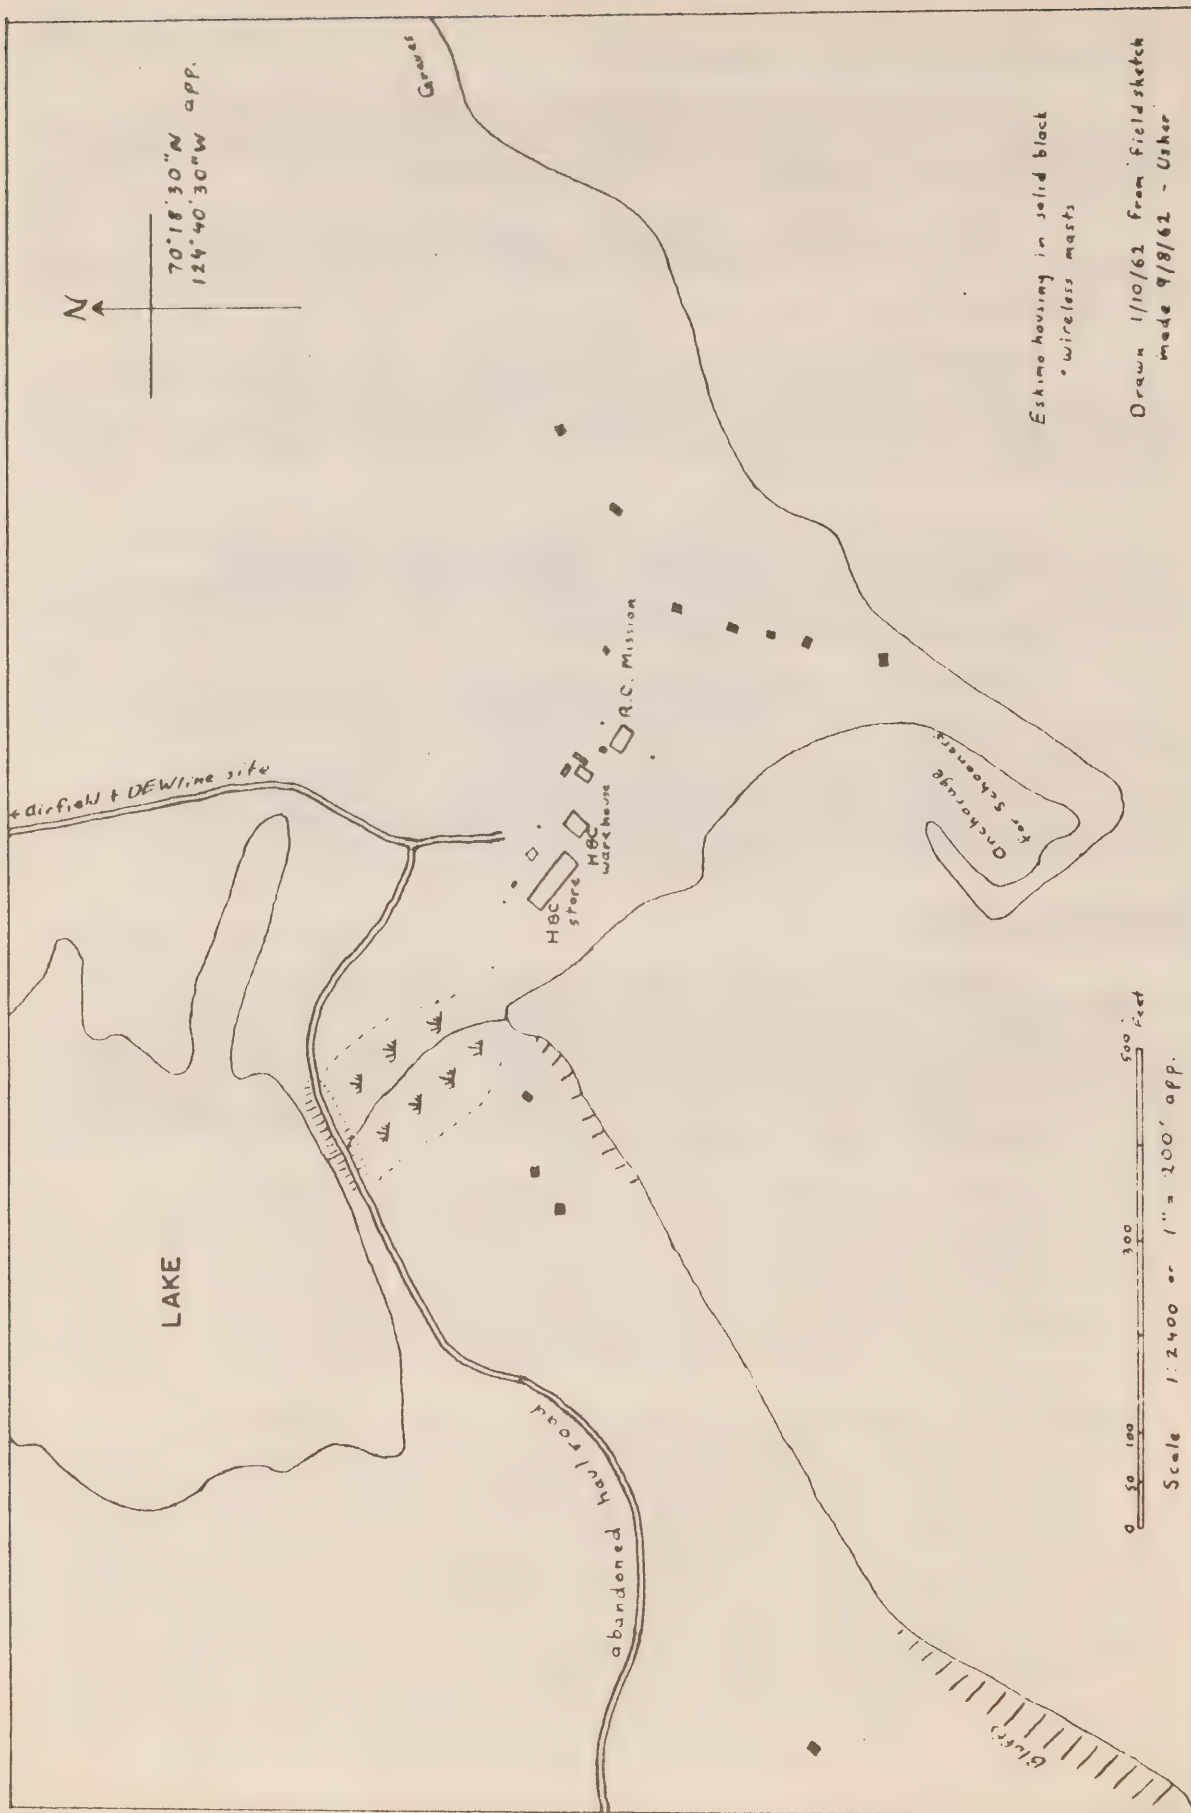 N
70°18'30"N
124°40'30"W app.
Graves
← airfield + DEWline site
LAKE
HBC
store
HBC
warehouse
R.C. Mission
abandoned haul road
anchorage
for schooners
Bluffs
Eskimo housing in solid black
• wireless masts
Drawn 1/10/62 from field sketch
made 9/8/62 - Usher
0 50 100 300 500 feet
Scale 1:2400 or 1" = 200' app.